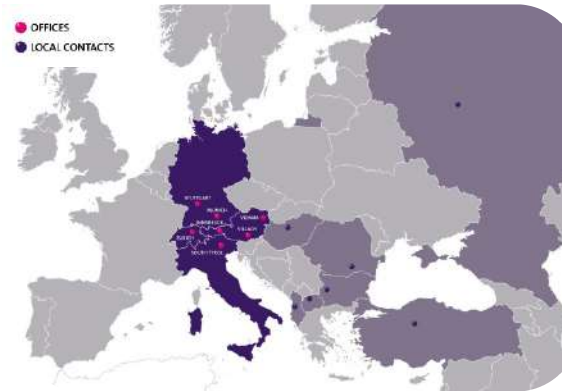 OFFICES
LOCAL CONTACTS
STUTTGART
MUNICH
INNSBRUCK
VIENNA
ZURICH
VILLACH
SOUTH TYROL